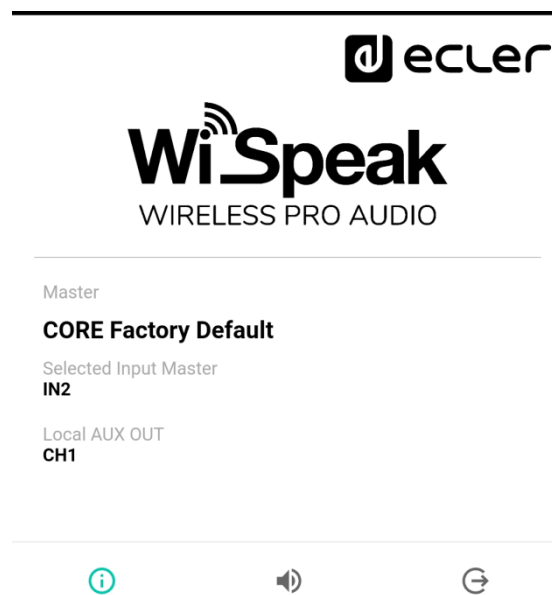 ecler
WiSpeak
WIRELESS PRO AUDIO
Master
CORE Factory Default
Selected Input Master
IN2
Local AUX OUT
CH1